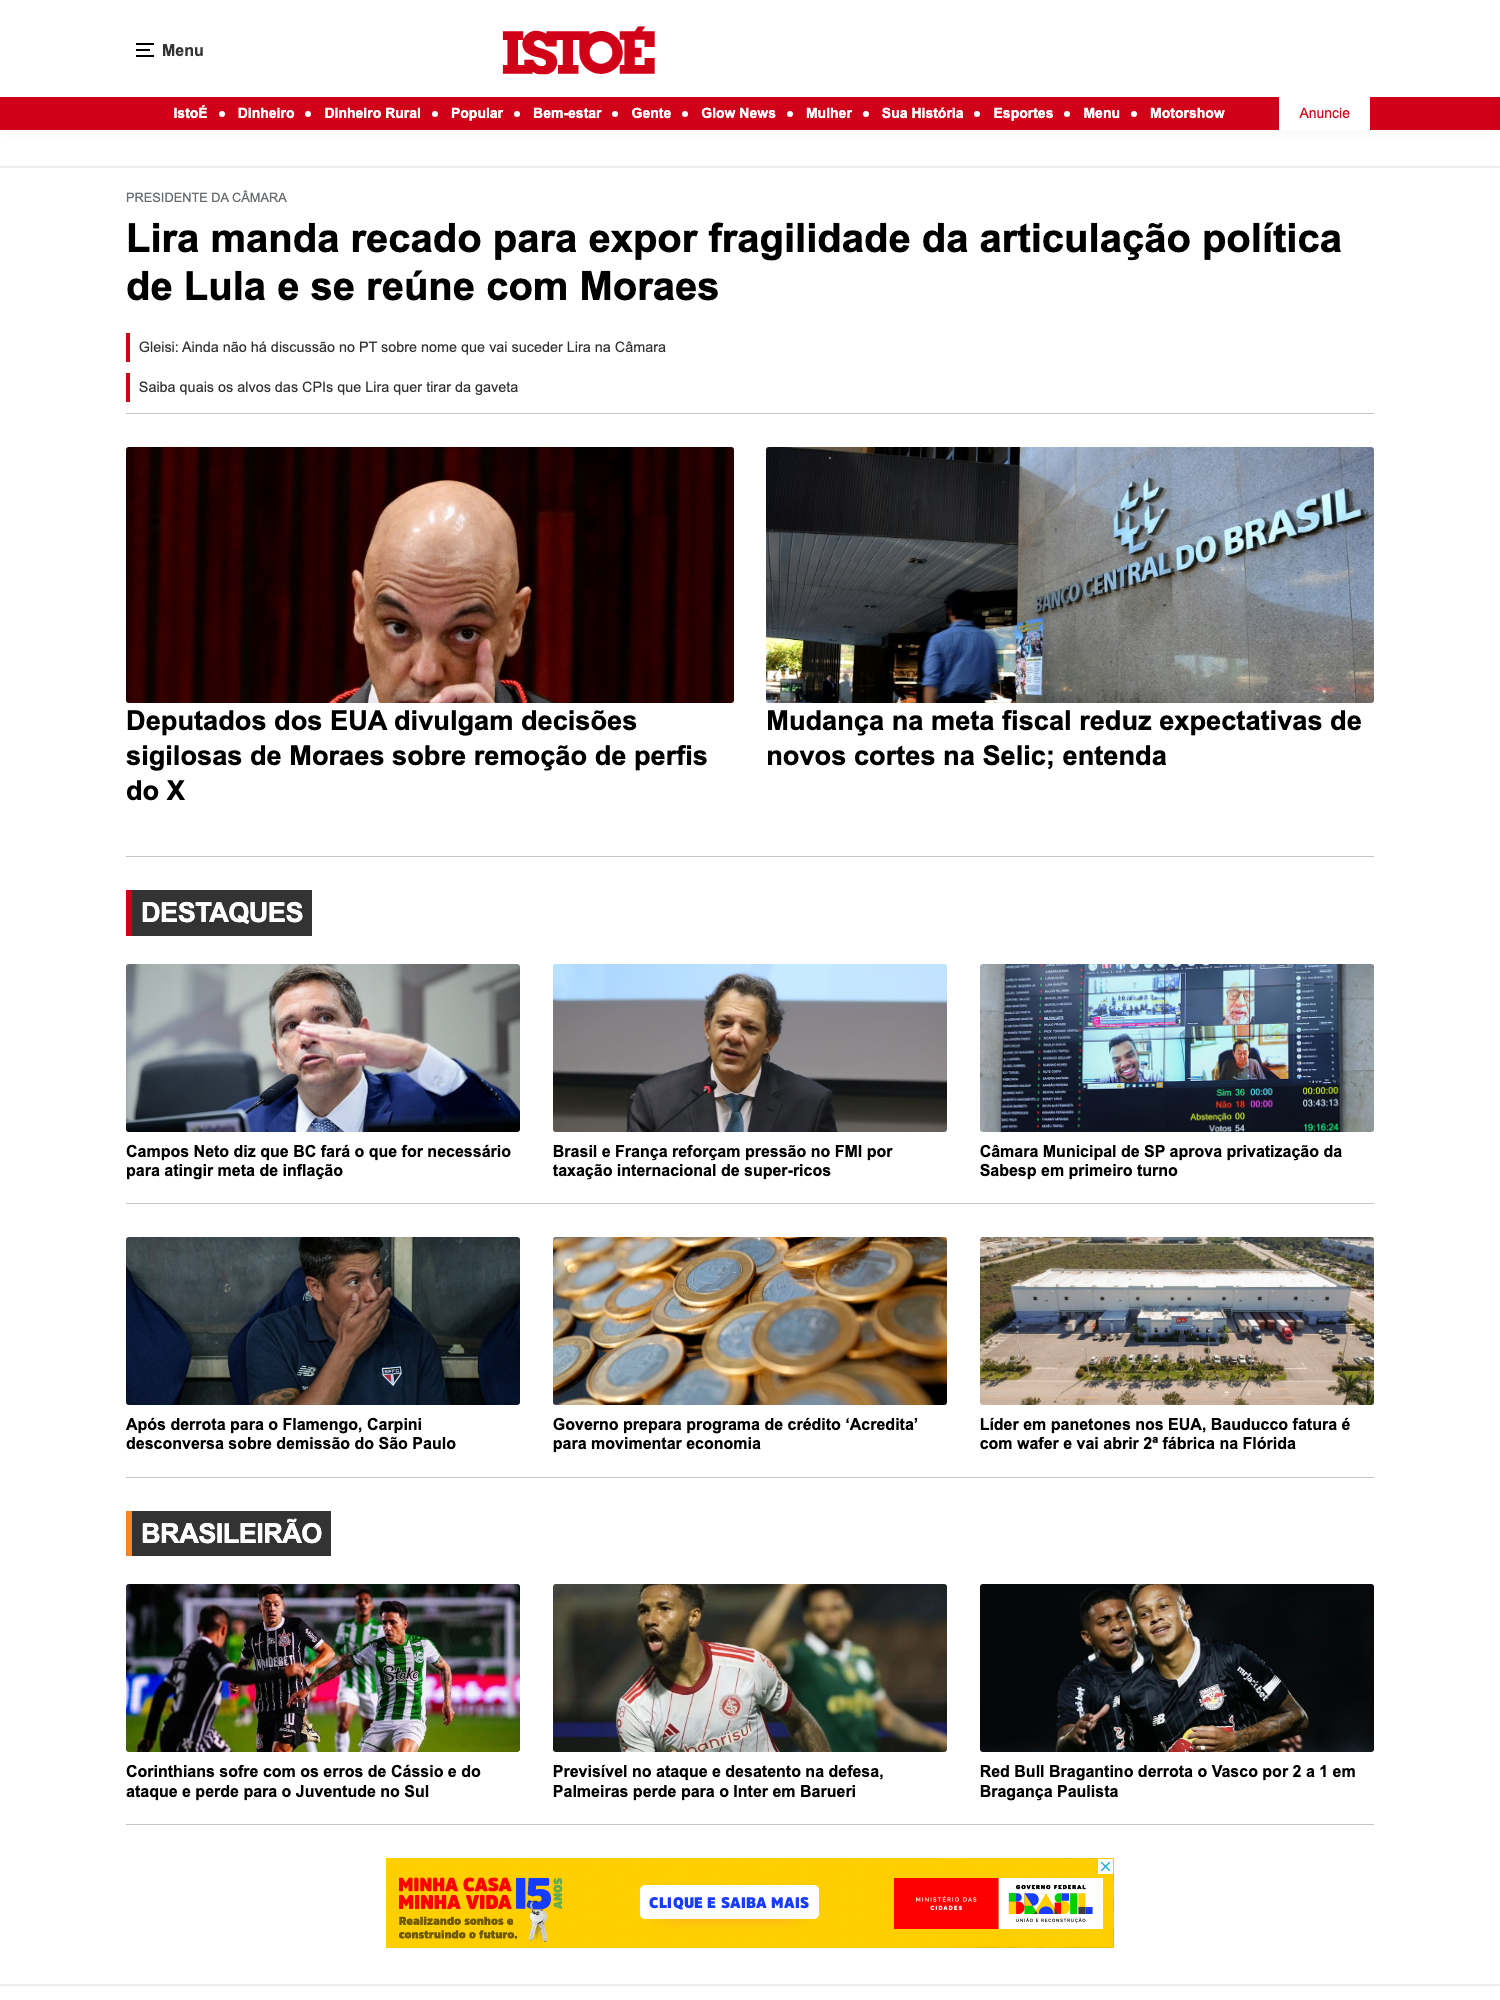 Menu
ISTOÉ
IstoÉ • Dinheiro • Dinheiro Rural • Popular • Bem-estar • Gente • Glow News • Mulher • Sua História • Esportes • Menu • Motorshow
Anuncie
PRESIDENTE DA CÂMARA
Lira manda recado para expor fragilidade da articulação política
de Lula e se reúne com Moraes
Gleisi: Ainda não há discussão no PT sobre nome que vai suceder Lira na Câmara
Saiba quais os alvos das CPIs que Lira quer tirar da gaveta
BANCO CENTRAL DO BRASIL
Deputados dos EUA divulgam decisões
sigilosas de Moraes sobre remoção de perfis
do X
Mudança na meta fiscal reduz expectativas de
novos cortes na Selic; entenda
DESTAQUES
Sim 36 00:00 00:00:00
Não 18 00:00 03:43:13
Abstenção 00
Votos 54 19:16:24
Campos Neto diz que BC fará o que for necessário
para atingir meta de inflação
Brasil e França reforçam pressão no FMI por
taxação internacional de super-ricos
Câmara Municipal de SP aprova privatização da
Sabesp em primeiro turno
Após derrota para o Flamengo, Carpini
desconversa sobre demissão do São Paulo
Governo prepara programa de crédito ‘Acredita’
para movimentar economia
Líder em panetones nos EUA, Bauducco fatura é
com wafer e vai abrir 2ª fábrica na Flórida
BRASILEIRÃO
Stake
10
banrisul
mrjack.bet
Corinthians sofre com os erros de Cássio e do
ataque e perde para o Juventude no Sul
Previsível no ataque e desatento na defesa,
Palmeiras perde para o Inter em Barueri
Red Bull Bragantino derrota o Vasco por 2 a 1 em
Bragança Paulista
MINHA CASA
MINHA VIDA 15 ANOS
Realizando sonhos e
construindo o futuro.
CLIQUE E SAIBA MAIS
MINISTÉRIO DAS
CIDADES
GOVERNO FEDERAL
BRASIL
UNIÃO E RECONSTRUÇÃO